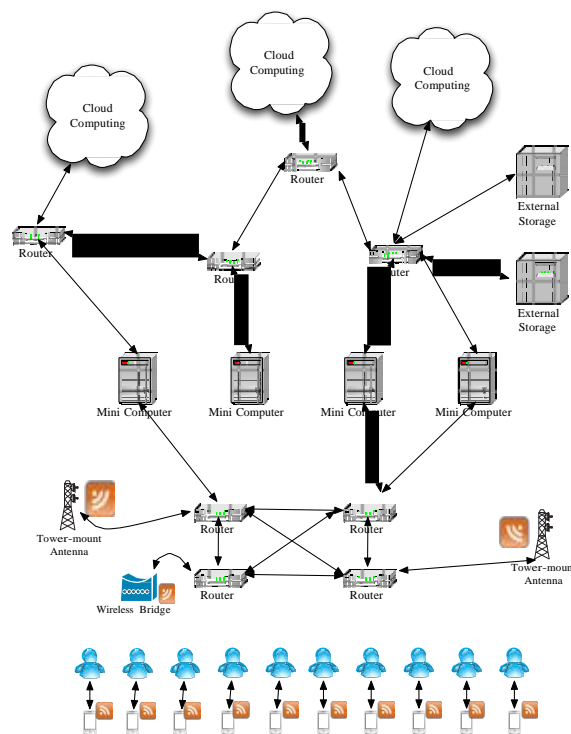 Cloud
Computing
Cloud
Computing
Cloud
Computing
Router
External
Storage
Router
Router
External
Storage
Mini Computer
Mini Computer
Mini Computer
Mini Computer
Router
Router
Tower-mount
Antenna
Tower-mount
Antenna
Wireless Bridge
Router
Router